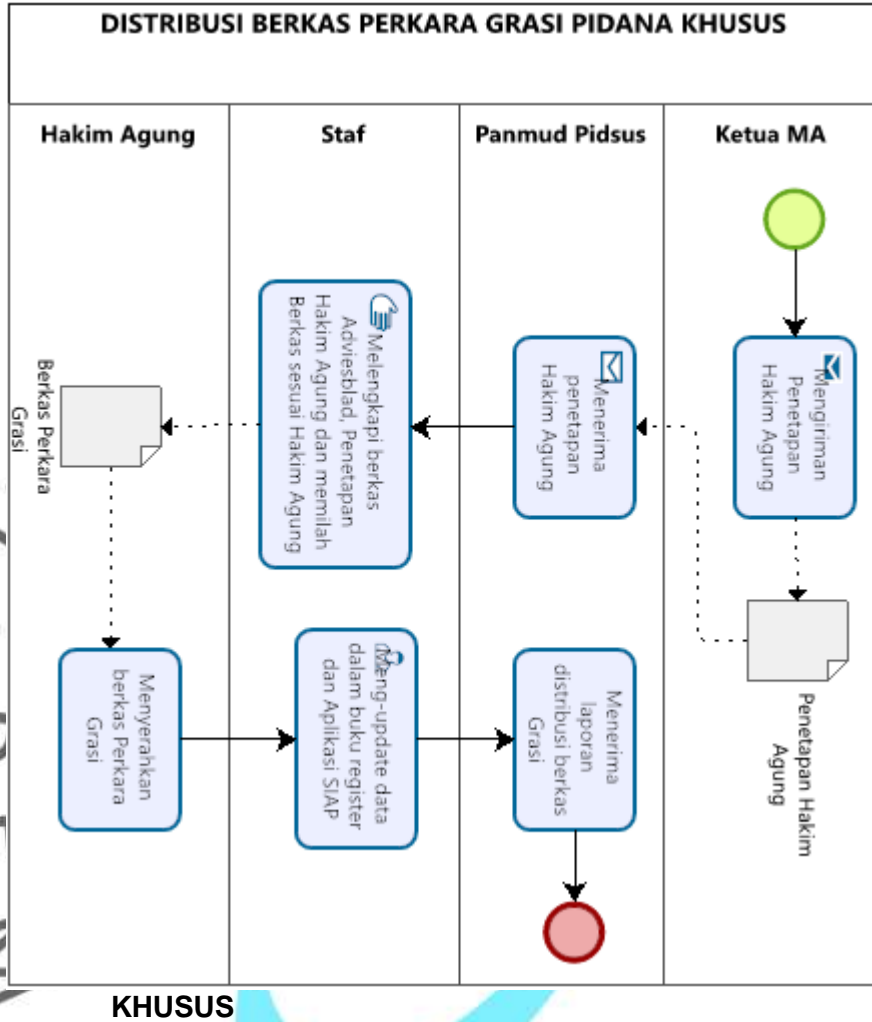 DISTRIBUSI BERKAS PERKARA GRASI PIDANA KHUSUS
Hakim Agung
Staf
Panmud Pidsus
Ketua MA
Mengiriman
Penetapan
Hakim Agung
Penetapan Hakim
Agung
Menerima
penetapan
Hakim Agung
Melengkapi berkas
Adviesblad, Penetapan
Hakim Agung dan memilah
Berkas sesuai Hakim Agung
Berkas Perkara
Grasi
Menyerahkan
berkas Perkara
Grasi
Meng-update data
dalam buku register
dan Aplikasi SIAP
Menerima
laporan
distribusi berkas
Grasi
KHUSUS